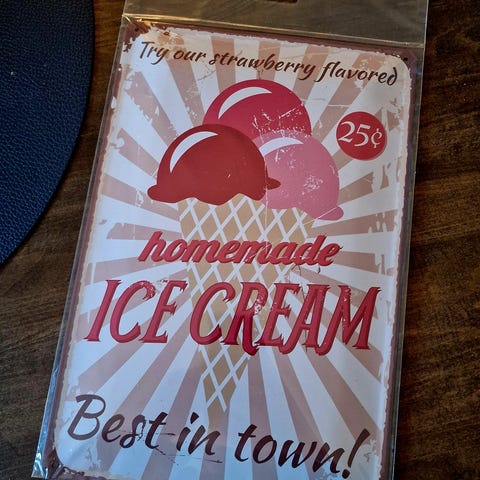 Try our strawberry flavored
25¢
homemade
ICE CREAM
Best in town!